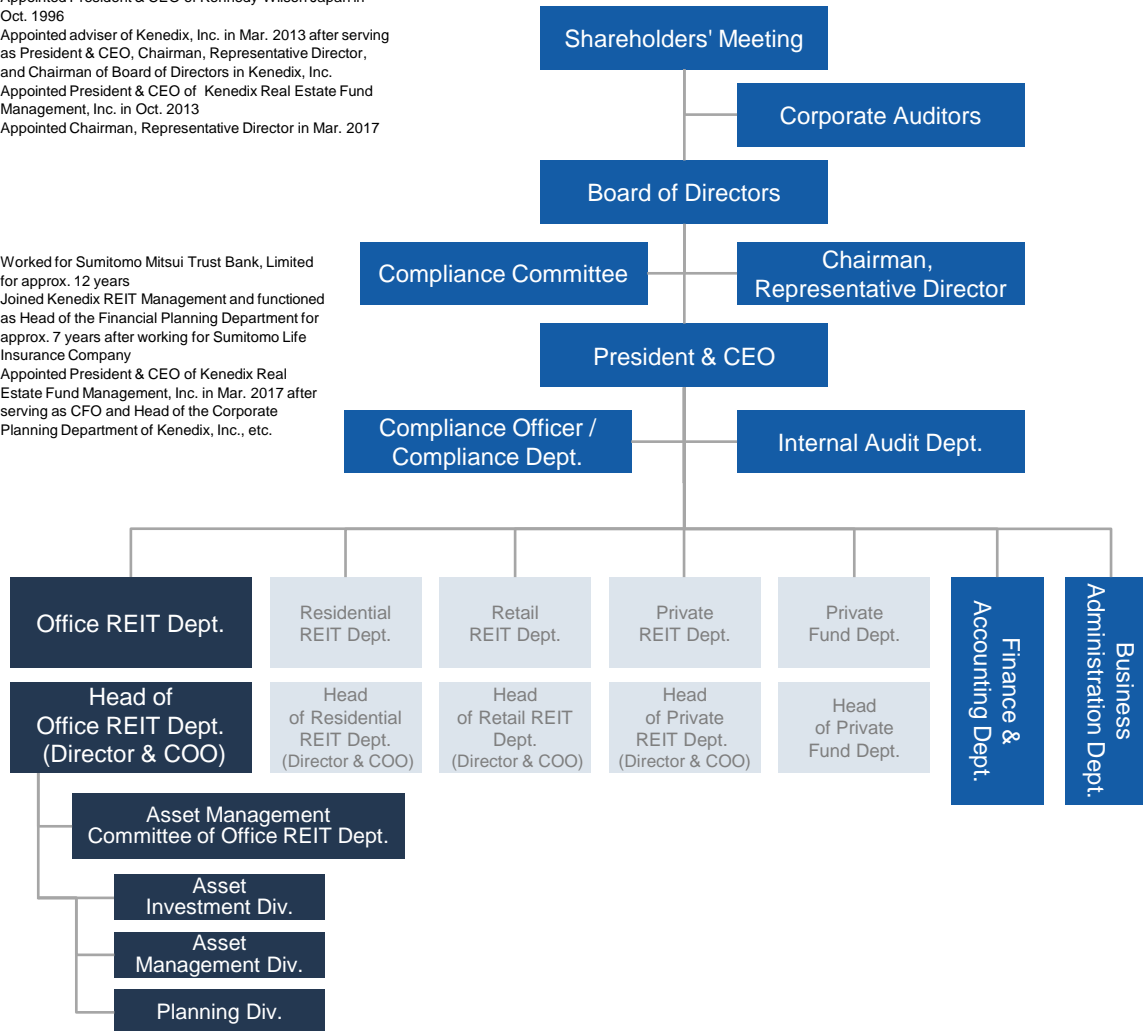 Appointed President & CEO of Kennedy-Wilson Japan in
Oct. 1996
Appointed adviser of Kenedix, Inc. in Mar. 2013 after serving
as President & CEO, Chairman, Representative Director,
and Chairman of Board of Directors in Kenedix, Inc.
Appointed President & CEO of Kenedix Real Estate Fund
Management, Inc. in Oct. 2013
Appointed Chairman, Representative Director in Mar. 2017
Worked for Sumitomo Mitsui Trust Bank, Limited
for approx. 12 years
Joined Kenedix REIT Management and functioned
as Head of the Financial Planning Department for
approx. 7 years after working for Sumitomo Life
Insurance Company
Appointed President & CEO of Kenedix Real
Estate Fund Management, Inc. in Mar. 2017 after
serving as CFO and Head of the Corporate
Planning Department of Kenedix, Inc., etc.
Shareholders' Meeting
Corporate Auditors
Board of Directors
Compliance Committee
Chairman,
Representative Director
President & CEO
Compliance Officer /
Compliance Dept.
Internal Audit Dept.
Office REIT Dept.
Residential
REIT Dept.
Retail
REIT Dept.
Private
REIT Dept.
Private
Fund Dept.
Finance &
Accounting Dept.
Business
Administration Dept.
Head of
Office REIT Dept.
(Director & COO)
Head
of Residential
REIT Dept.
(Director & COO)
Head
of Retail REIT
Dept.
(Director & COO)
Head
of Private
REIT Dept.
(Director & COO)
Head
of Private
Fund Dept.
Asset Management
Committee of Office REIT Dept.
Asset
Investment Div.
Asset
Management Div.
Planning Div.